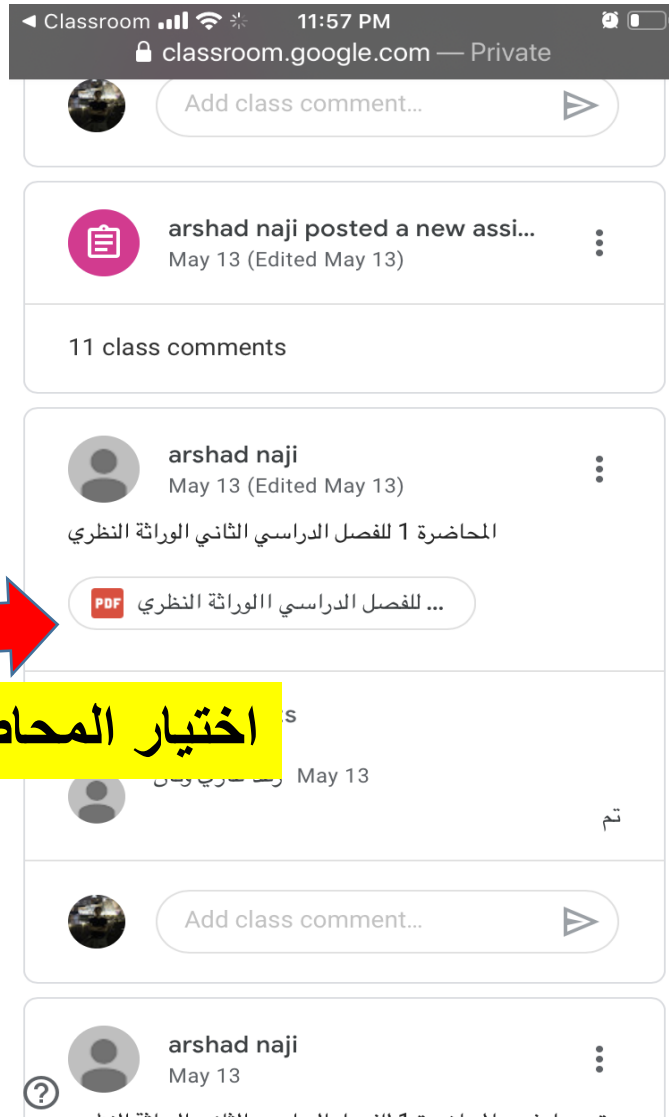 Classroom 11:57 PM
classroom.google.com — Private
Add class comment...
arshad naji posted a new assi...
May 13 (Edited May 13)
11 class comments
arshad naji
May 13 (Edited May 13)
المحاضرة 1 للفصل الدراسي الثاني الوراثة النظري
PDF
... للفصل الدراسي االوراثة النظري
اختيار
May 13
تم
Add class comment...
arshad naji
May 13